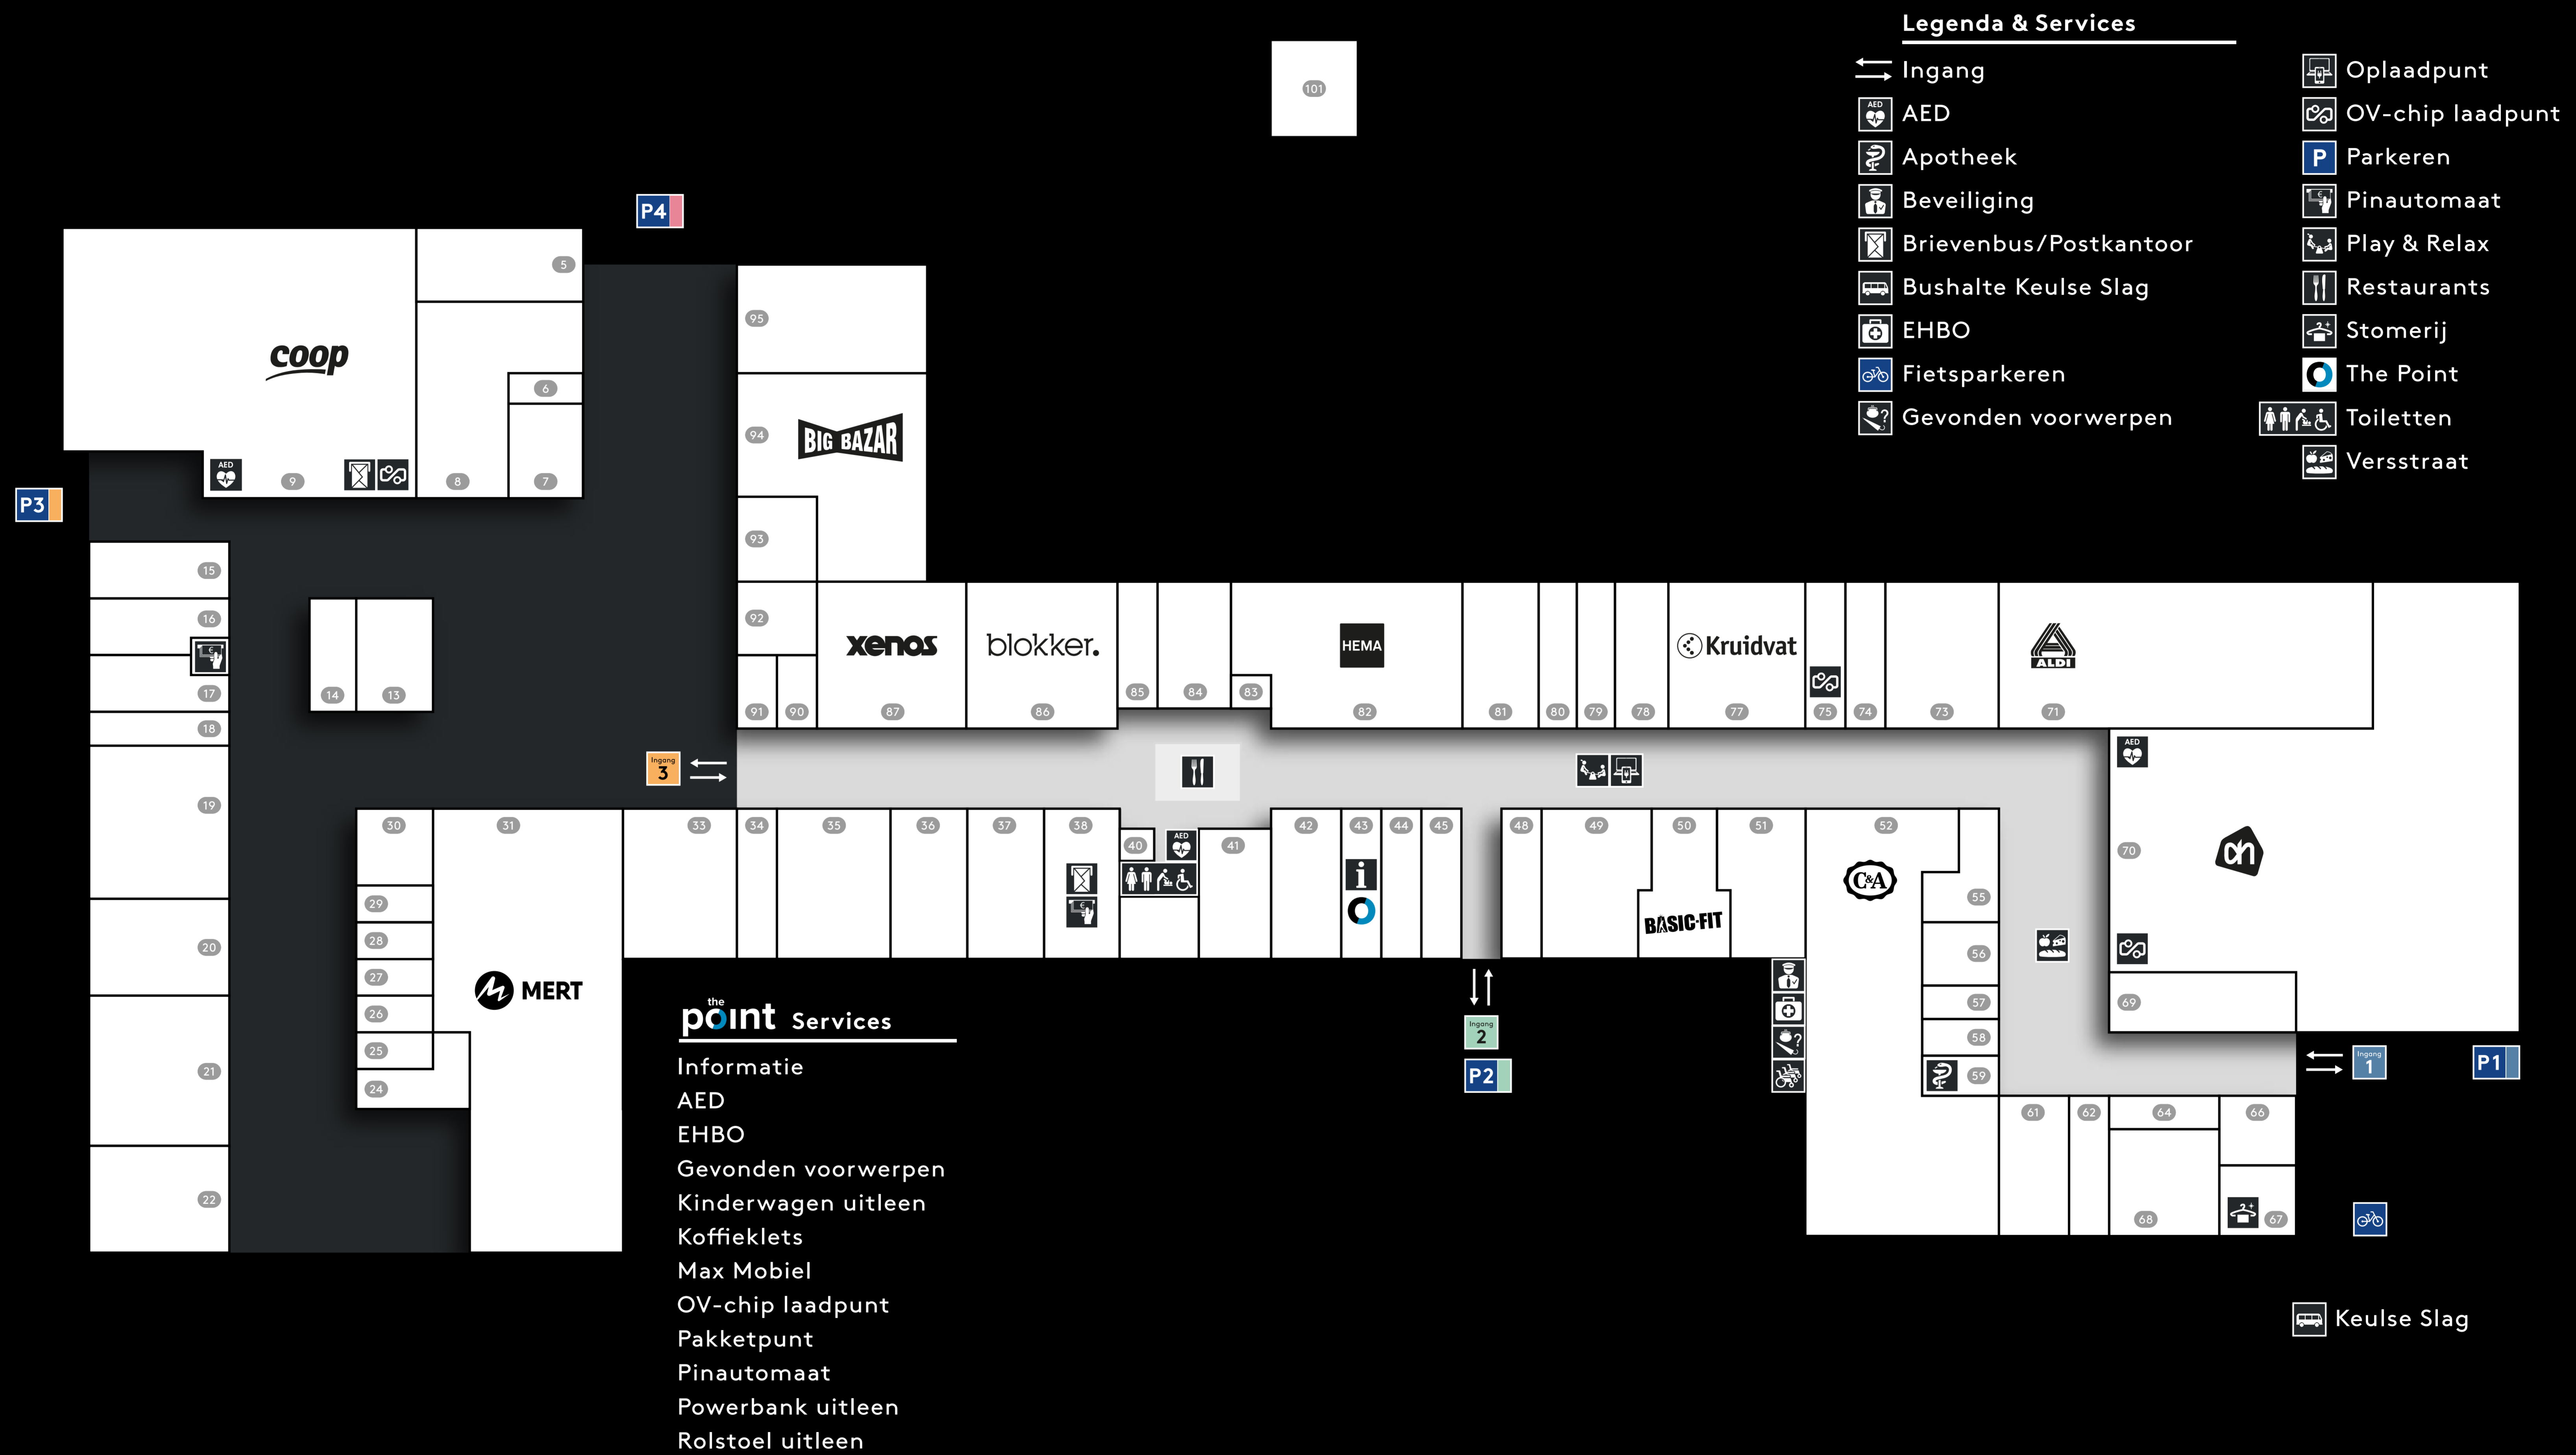 Legenda & Services
Ingang
AED
AED
Apotheek
Beveiliging
Brievenbus/Postkantoor
Bushalte Keulse Slag
EHBO
Fietsparkeren
? Gevonden voorwerpen
Oplaadpunt
OV-chip laadpunt
P Parkeren
Pinautomaat
Play & Relax
Restaurants
Stomerij
The Point
Toiletten
Versstraat
101
P4
5
coop
6
AED
9
8
7
P3
95
94
BIG BAZAR
93
92
91
90
15
16
17
18
19
20
21
22
14
13
xenos
87
blokker.
86
85
84
83
HEMA
82
81
80
79
78
Kruidvat
77
75
74
73
ALDI
71
Ingang
3
AED
70
ah
69
30
31
29
28
27
26
25
24
MERT
33
34
35
36
37
38
40
AED
41
42
43
i
44
45
48
49
50
BASIC-FIT
51
52
C&A
55
56
57
58
59
?
Ingang
2
P2
Ingang
1
P1
61
62
64
66
68
67
Keulse Slag
the
point Services
Informatie
AED
EHBO
Gevonden voorwerpen
Kinderwagen uitleen
Koffieklets
Max Mobiel
OV-chip laadpunt
Pakketpunt
Pinautomaat
Powerbank uitleen
Rolstoel uitleen